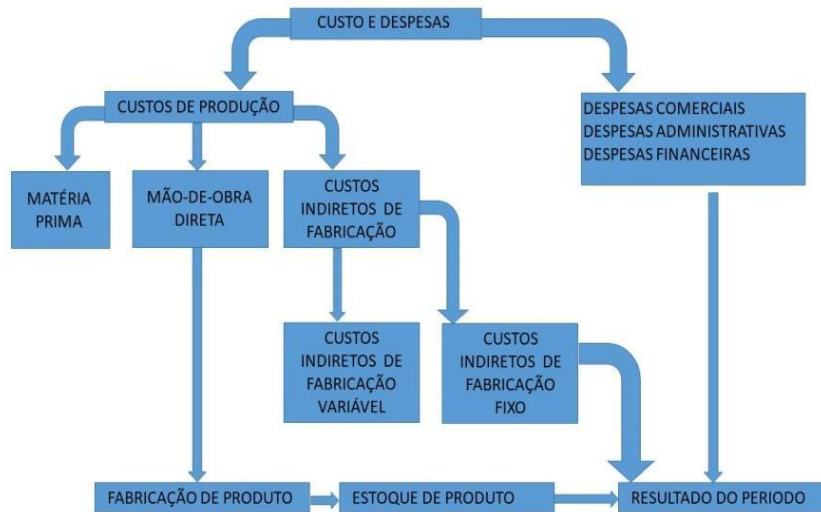 CUSTO E DESPESAS
CUSTOS DE PRODUÇÃO
DESPESAS COMERCIAIS
DESPESAS ADMINISTRATIVAS
DESPESAS FINANCEIRAS
MATÉRIA
PRIMA
MÃO-DE-OBRA
DIRETA
CUSTOS
INDIRETOS DE
FABRICAÇÃO
CUSTOS
INDIRETOS DE
FABRICAÇÃO
VARIÁVEL
CUSTOS
INDIRETOS DE
FABRICAÇÃO
FIXO
FABRICAÇÃO DE PRODUTO
ESTOQUE DE PRODUTO
RESULTADO DO PERIODO